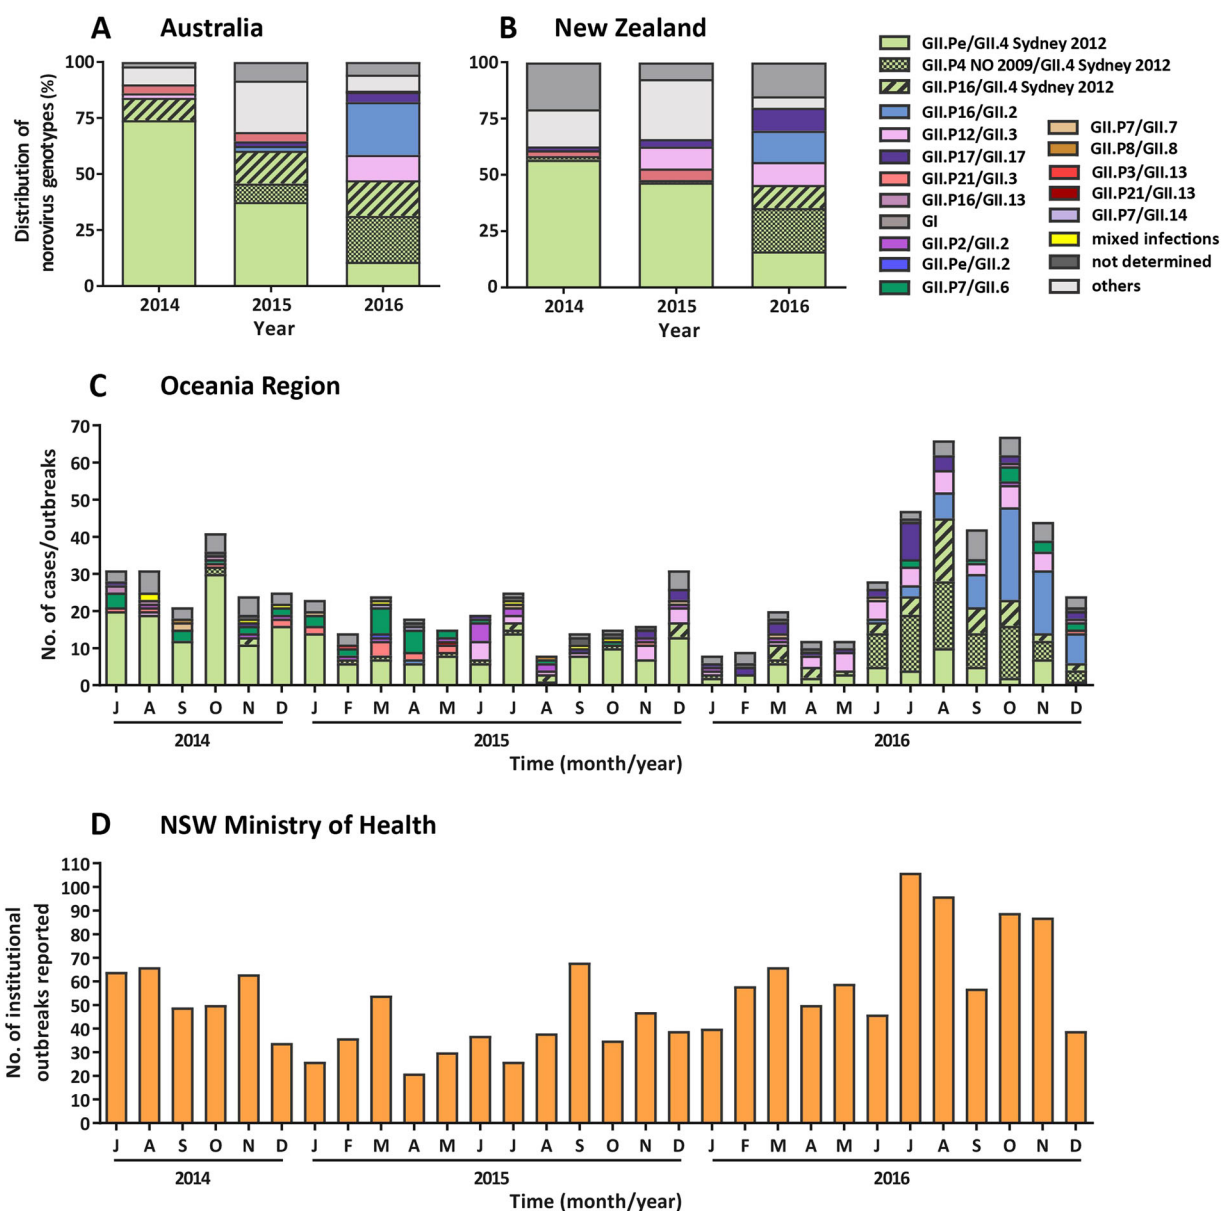 A Australia
B New Zealand
Distribution of
norovirus genotypes (%)
100
75
50
25
0
2014 2015 2016
Year
100
75
50
25
0
2014 2015 2016
Year
GII.Pe/GII.4 Sydney 2012
GII.P4 NO 2009/GII.4 Sydney 2012
GII.P16/GII.4 Sydney 2012
GII.P16/GII.2
GII.P12/GII.3
GII.P17/GII.17
GII.P21/GII.3
GII.P16/GII.13
GI
GII.P2/GII.2
GII.Pe/GII.2
GII.P7/GII.6
GII.P7/GII.7
GII.P8/GII.8
GII.P3/GII.13
GII.P21/GII.13
GII.P7/GII.14
mixed infections
not determined
others
C Oceania Region
No. of cases/outbreaks
70
60
50
40
30
20
10
0
J A S O N D J F M A M J J A S O N D J F M A M J J A S O N D
2014 2015 2016
Time (month/year)
D NSW Ministry of Health
No. of institutional
outbreaks reported
110
100
90
80
70
60
50
40
30
20
10
0
J A S O N D J F M A M J J A S O N D J F M A M J J A S O N D
2014 2015 2016
Time (month/year)